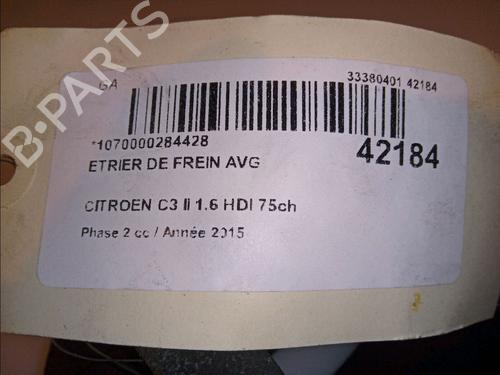 B-PARTS
GA
33380401 42184
*1070000284428
42184
ETRIER DE FREIN AVG
CITROEN C3 II 1.6 HDI 75ch
Phase 2 cc / Année 2015